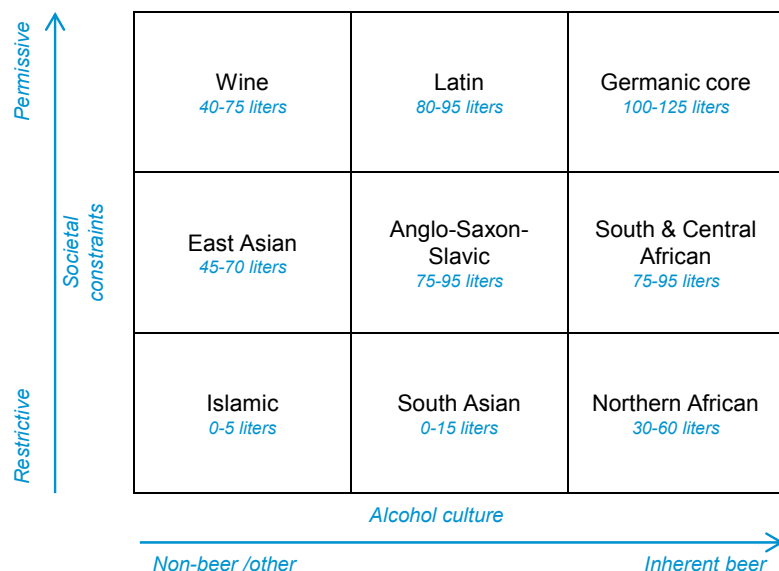 Permissive
Wine
40-75 liters
Latin
80-95 liters
Germanic core
100-125 liters
Societal
constraints
East Asian
45-70 liters
Anglo-Saxon-
Slavic
75-95 liters
South & Central
African
75-95 liters
Restrictive
Islamic
0-5 liters
South Asian
0-15 liters
Northern African
30-60 liters
Alcohol culture
Non-beer /other
Inherent beer